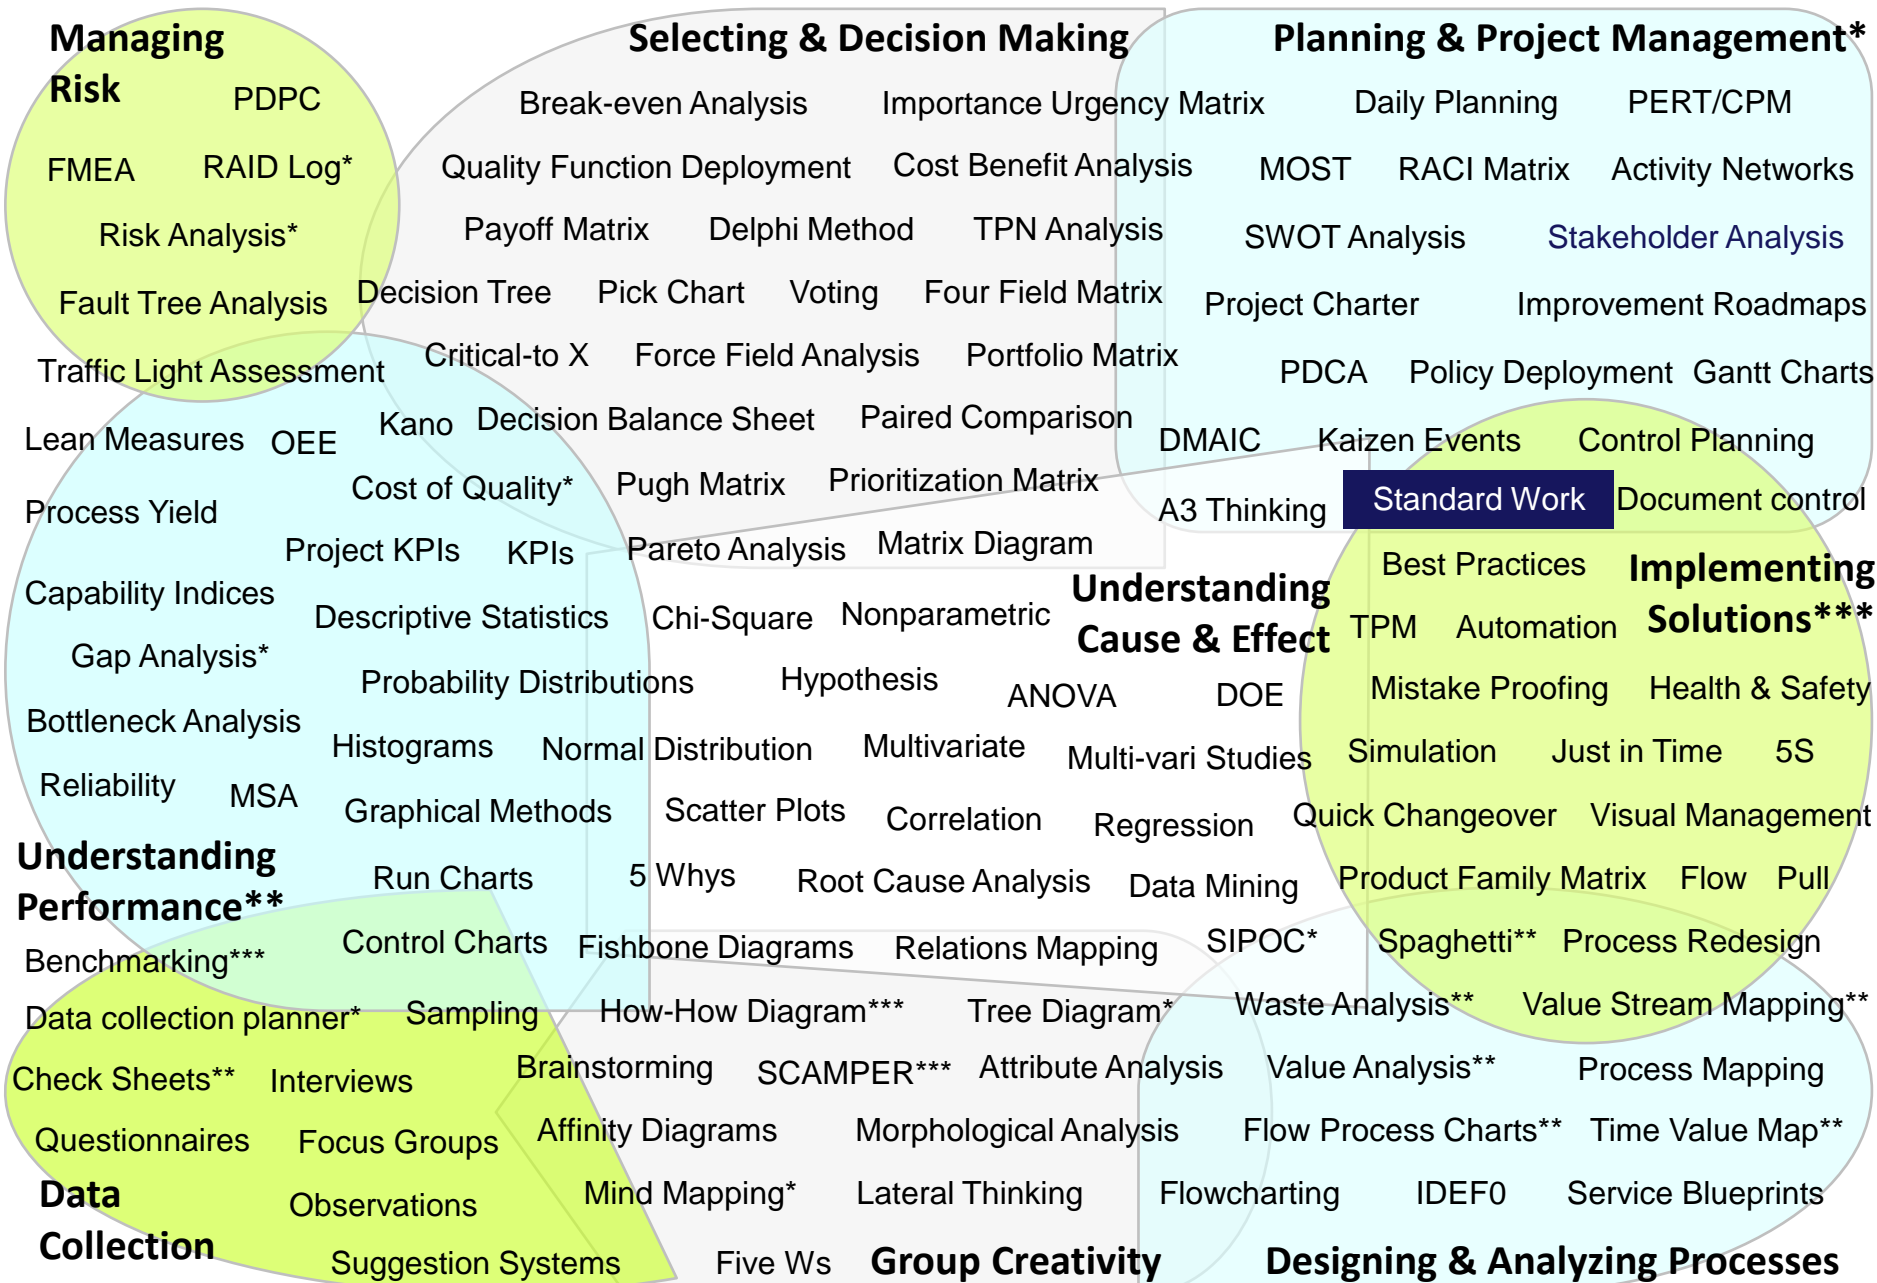 Managing Risk
Selecting & Decision Making
Planning & Project Management*
PDPC
Break-even Analysis
Importance Urgency Matrix
Daily Planning
PERT/CPM
FMEA
RAID Log*
Quality Function Deployment
Cost Benefit Analysis
MOST
RACI Matrix
Activity Networks
Risk Analysis*
Payoff Matrix
Delphi Method
TPN Analysis
SWOT Analysis
Stakeholder Analysis
Fault Tree Analysis
Decision Tree
Pick Chart
Voting
Four Field Matrix
Project Charter
Improvement Roadmaps
Traffic Light Assessment
Critical-to X
Force Field Analysis
Portfolio Matrix
PDCA
Policy Deployment
Gantt Charts
Lean Measures
OEE
Kano
Decision Balance Sheet
Paired Comparison
DMAIC
Kaizen Events
Control Planning
Cost of Quality*
Pugh Matrix
Prioritization Matrix
A3 Thinking
Standard Work
Document control
Process Yield
Project KPIs
KPIs
Pareto Analysis
Matrix Diagram
Best Practices
Implementing
Solutions***
Understanding
Cause & Effect
Capability Indices
Descriptive Statistics
Chi-Square
Nonparametric
TPM
Automation
Gap Analysis*
Probability Distributions
Hypothesis
ANOVA
DOE
Mistake Proofing
Health & Safety
Bottleneck Analysis
Histograms
Normal Distribution
Multivariate
Multi-vari Studies
Simulation
Just in Time
5S
Reliability
MSA
Graphical Methods
Scatter Plots
Correlation
Regression
Quick Changeover
Visual Management
Understanding
Performance**
Run Charts
5 Whys
Root Cause Analysis
Data Mining
Product Family Matrix
Flow
Pull
Benchmarking***
Control Charts
Fishbone Diagrams
Relations Mapping
SIPOC*
Spaghetti**
Process Redesign
Data collection planner*
Sampling
How-How Diagram***
Tree Diagram*
Waste Analysis**
Value Stream Mapping**
Check Sheets**
Interviews
Brainstorming
SCAMPER***
Attribute Analysis
Value Analysis**
Process Mapping
Questionnaires
Focus Groups
Affinity Diagrams
Morphological Analysis
Flow Process Charts**
Time Value Map**
Data
Collection
Observations
Mind Mapping*
Lateral Thinking
Flowcharting
IDEF0
Service Blueprints
Suggestion Systems
Five Ws
Group Creativity
Designing & Analyzing Processes